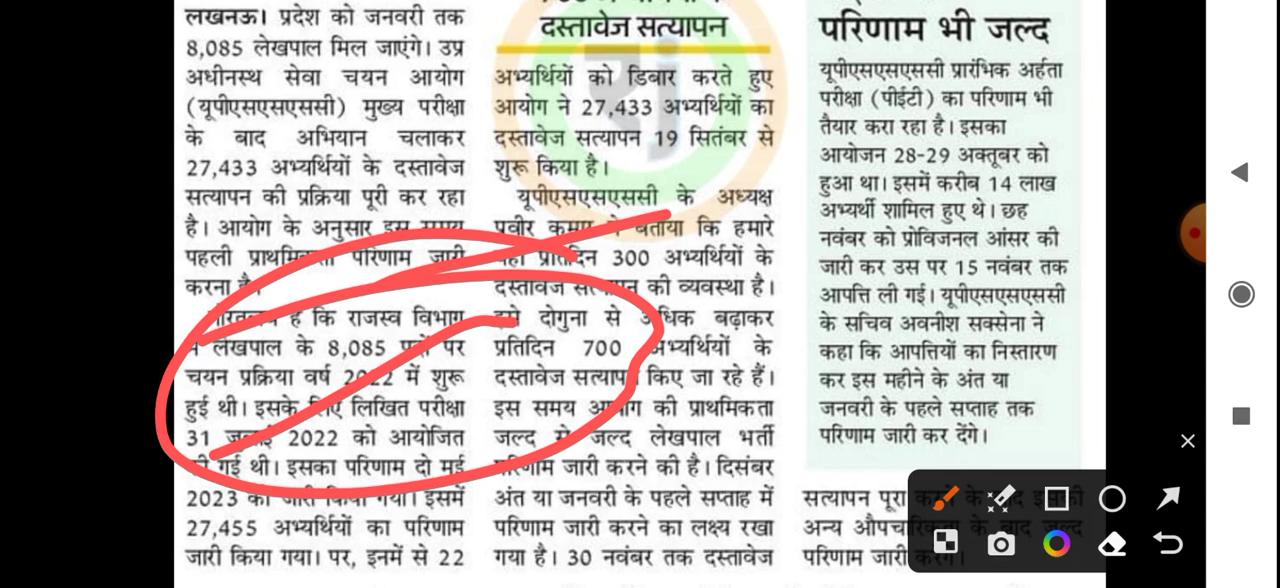 लखनऊ। प्रदेश को जनवरी तक
8,085 लेखपाल मिल जाएंगे। उप्र
अधीनस्थ सेवा चयन आयोग
(यूपीएसएसएससी) मुख्य परीक्षा
के बाद अभियान चलाकर
27,433 अभ्यर्थियों के दस्तावेज
सत्यापन की प्रक्रिया पूरी कर रहा
है। आयोग के अनुसार इस समय
पहली प्राथमिकता परिणाम जारी
करना है।
गौरतलब है कि राजस्व विभाग
ने लेखपाल के 8,085 पदों पर
चयन प्रक्रिया वर्ष 2022 में शुरू
हुई थी। इसके लिए लिखित परीक्षा
31 जुलाई 2022 को आयोजित
की गई थी। इसका परिणाम दो मई
2023 को जारी किया गया। इसमें
27,455 अभ्यर्थियों का परिणाम
जारी किया गया। पर, इनमें से 22
दस्तावेज सत्यापन
अभ्यर्थियों को डिबार करते हुए
आयोग ने 27,433 अभ्यर्थियों का
दस्तावेज सत्यापन 19 सितंबर से
शुरू किया है।
यूपीएसएसएससी के अध्यक्ष
प्रवीर कुमार ने बताया कि हमारे
यहां प्रतिदिन 300 अभ्यर्थियों के
दस्तावेज सत्यापन की व्यवस्था है।
इसे दोगुना से अधिक बढ़ाकर
प्रतिदिन 700 अभ्यर्थियों के
दस्तावेज सत्यापन किए जा रहे हैं।
इस समय आयोग की प्राथमिकता
जल्द से जल्द लेखपाल भर्ती
परिणाम जारी करने की है। दिसंबर
अंत या जनवरी के पहले सप्ताह में
परिणाम जारी करने का लक्ष्य रखा
गया है। 30 नवंबर तक दस्तावेज
परिणाम भी जल्द
यूपीएसएसएससी प्रारंभिक अर्हता
परीक्षा (पीईटी) का परिणाम भी
तैयार करा रहा है। इसका
आयोजन 28-29 अक्तूबर को
हुआ था। इसमें करीब 14 लाख
अभ्यर्थी शामिल हुए थे। छह
नवंबर को प्रोविजनल आंसर की
जारी कर उस पर 15 नवंबर तक
आपत्ति ली गई। यूपीएसएसएससी
के सचिव अवनीश सक्सेना ने
कहा कि आपत्तियों का निस्तारण
कर इस महीने के अंत या
जनवरी के पहले सप्ताह तक
परिणाम जारी कर देंगे।
सत्यापन पूरा करने के बाद इसकी
अन्य औपचारिकता के बाद जल्द
परिणाम जारी करेंगे।